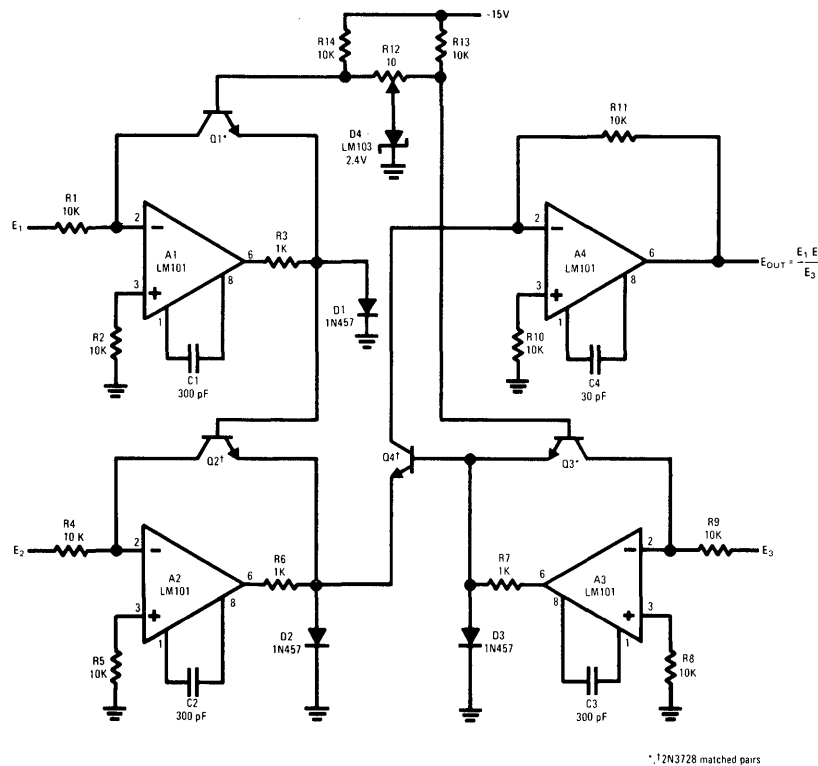 -15V
R14
10K
R12
10
R13
10K
Q1*
D4
LM103
2.4V
R11
10K
E1
R1
10K
2
3
A1
LM101
6
8
1
R3
1K
D1
1N457
R2
10K
C1
300 pF
2
3
A4
LM101
6
8
1
EOUT = E1 E
E3
R10
10K
C4
30 pF
Q2†
Q4†
Q3*
E2
R4
10 K
2
3
A2
LM101
6
8
1
R6
1K
R7
1K
6
8
A3
LM101
2
3
1
R9
10K
E3
D2
1N457
D3
1N457
R5
10K
C2
300 pF
C3
300 pF
R8
10K
*,†2N3728 matched pairs